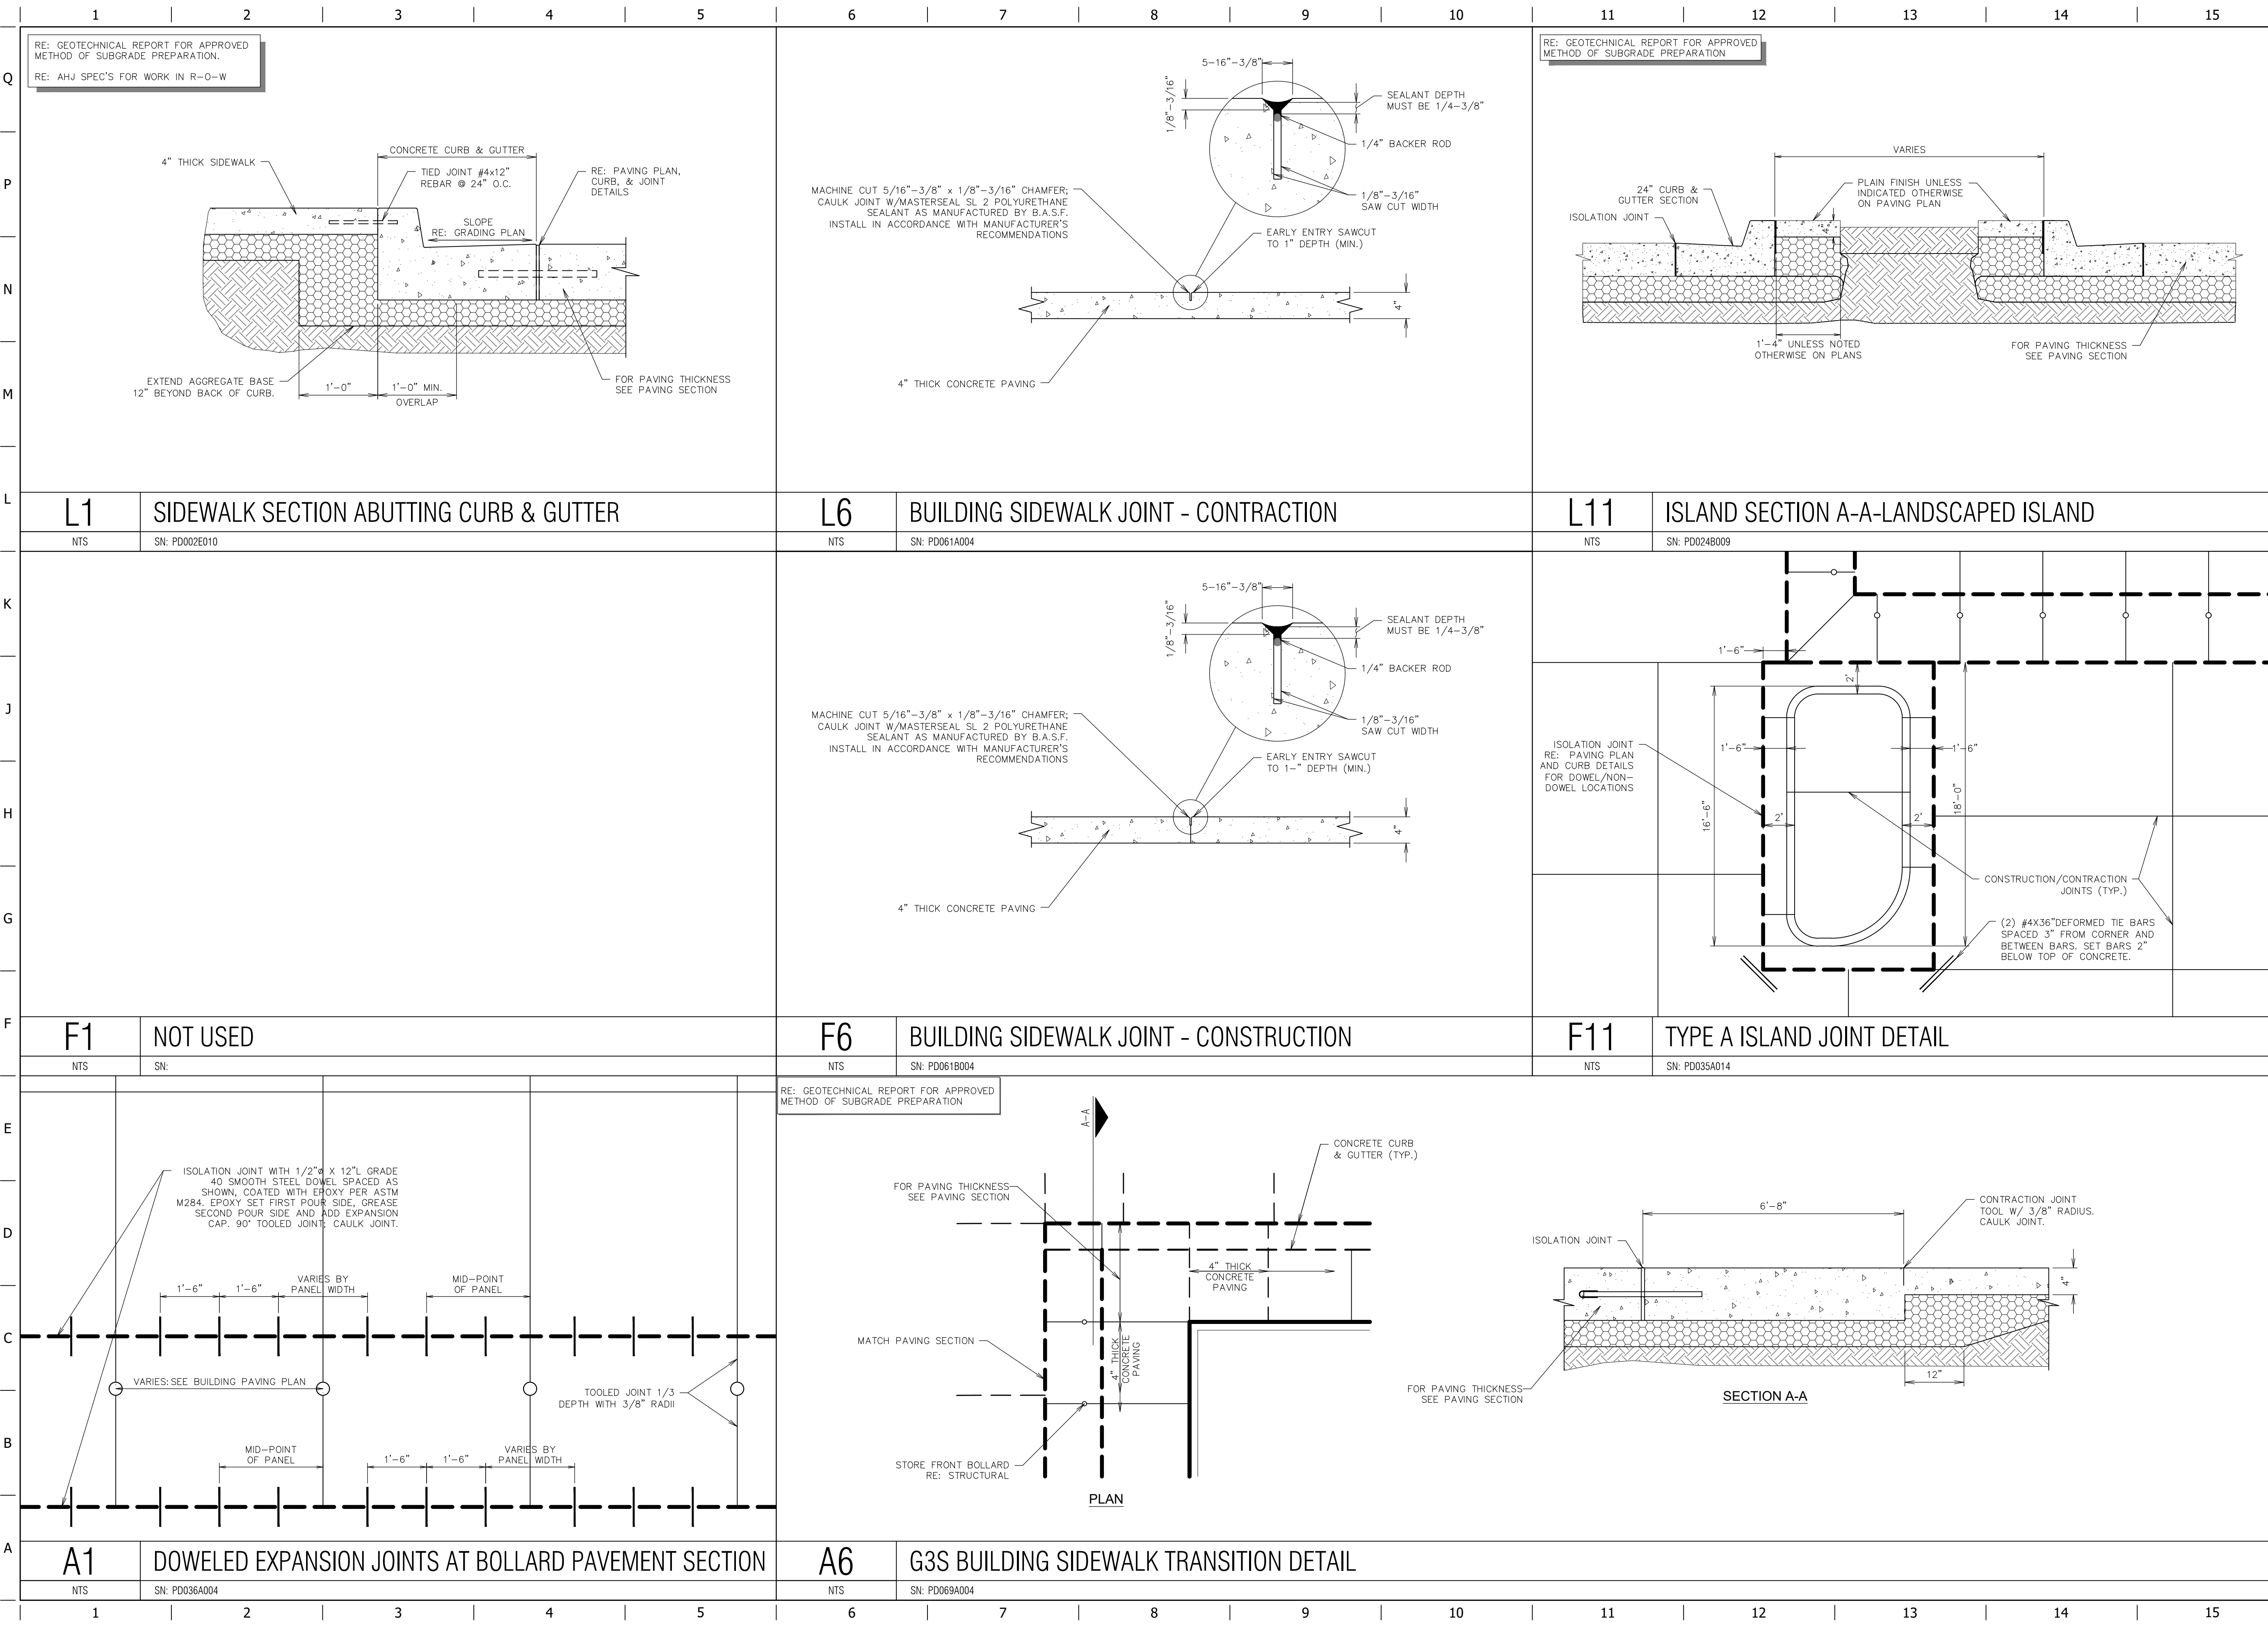 1 2 3 4 5 6 7 8 9 10 11 12 13 14 15
Q
P
N
M
L
K
J
H
G
F
E
D
C
B
A
RE: GEOTECHNICAL REPORT FOR APPROVED
METHOD OF SUBGRADE PREPARATION.
RE: AHJ SPEC'S FOR WORK IN R-O-W
4" THICK SIDEWALK
CONCRETE CURB & GUTTER
TIED JOINT #4x12"
REBAR @ 24" O.C.
RE: PAVING PLAN,
CURB, & JOINT
DETAILS
SLOPE
RE: GRADING PLAN
EXTEND AGGREGATE BASE
12" BEYOND BACK OF CURB.
1'-0"
1'-0" MIN.
OVERLAP
FOR PAVING THICKNESS
SEE PAVING SECTION
L1
SIDEWALK SECTION ABUTTING CURB & GUTTER
NTS
SN: PD002E010
5-16"-3/8"
1/8"-3/16"
SEALANT DEPTH
MUST BE 1/4-3/8"
1/4" BACKER ROD
1/8"-3/16"
SAW CUT WIDTH
MACHINE CUT 5/16"-3/8" x 1/8"-3/16" CHAMFER;
CAULK JOINT W/MASTERSEAL SL 2 POLYURETHANE
SEALANT AS MANUFACTURED BY B.A.S.F.
INSTALL IN ACCORDANCE WITH MANUFACTURER'S
RECOMMENDATIONS
EARLY ENTRY SAWCUT
TO 1" DEPTH (MIN.)
4"
4" THICK CONCRETE PAVING
L6
BUILDING SIDEWALK JOINT - CONTRACTION
NTS
SN: PD061A004
RE: GEOTECHNICAL REPORT FOR APPROVED
METHOD OF SUBGRADE PREPARATION
VARIES
24" CURB &
GUTTER SECTION
PLAIN FINISH UNLESS
INDICATED OTHERWISE
ON PAVING PLAN
ISOLATION JOINT
4"
1'-4" UNLESS NOTED
OTHERWISE ON PLANS
FOR PAVING THICKNESS
SEE PAVING SECTION
L11
ISLAND SECTION A-A-LANDSCAPED ISLAND
NTS
SN: PD024B009
F1
NOT USED
NTS
SN:
5-16"-3/8"
1/8"-3/16"
SEALANT DEPTH
MUST BE 1/4-3/8"
1/4" BACKER ROD
1/8"-3/16"
SAW CUT WIDTH
MACHINE CUT 5/16"-3/8" x 1/8"-3/16" CHAMFER;
CAULK JOINT W/MASTERSEAL SL 2 POLYURETHANE
SEALANT AS MANUFACTURED BY B.A.S.F.
INSTALL IN ACCORDANCE WITH MANUFACTURER'S
RECOMMENDATIONS
EARLY ENTRY SAWCUT
TO 1-" DEPTH (MIN.)
4"
4" THICK CONCRETE PAVING
F6
BUILDING SIDEWALK JOINT - CONSTRUCTION
NTS
SN: PD061B004
1'-6"
2'
ISOLATION JOINT
RE: PAVING PLAN
AND CURB DETAILS
FOR DOWEL/NON-
DOWEL LOCATIONS
1'-6"
1'-6"
16'-6"
18'-0"
2'
2'
CONSTRUCTION/CONTRACTION
JOINTS (TYP.)
(2) #4X36"DEFORMED TIE BARS
SPACED 3" FROM CORNER AND
BETWEEN BARS. SET BARS 2"
BELOW TOP OF CONCRETE.
F11
TYPE A ISLAND JOINT DETAIL
NTS
SN: PD035A014
ISOLATION JOINT WITH 1/2"ø X 12"L GRADE
40 SMOOTH STEEL DOWEL SPACED AS
SHOWN, COATED WITH EPOXY PER ASTM
M284. EPOXY SET FIRST POUR SIDE, GREASE
SECOND POUR SIDE AND ADD EXPANSION
CAP. 90° TOOLED JOINT; CAULK JOINT.
1'-6"
1'-6"
VARIES BY
PANEL WIDTH
MID-POINT
OF PANEL
VARIES: SEE BUILDING PAVING PLAN
TOOLED JOINT 1/3
DEPTH WITH 3/8" RADII
MID-POINT
OF PANEL
1'-6"
1'-6"
VARIES BY
PANEL WIDTH
A1
DOWELED EXPANSION JOINTS AT BOLLARD PAVEMENT SECTION
NTS
SN: PD036A004
RE: GEOTECHNICAL REPORT FOR APPROVED
METHOD OF SUBGRADE PREPARATION
A-A
CONCRETE CURB
& GUTTER (TYP.)
FOR PAVING THICKNESS
SEE PAVING SECTION
4" THICK
CONCRETE
PAVING
MATCH PAVING SECTION
4" THICK
CONCRETE
PAVING
STORE FRONT BOLLARD
RE: STRUCTURAL
PLAN
6'-8"
CONTRACTION JOINT
TOOL W/ 3/8" RADIUS.
CAULK JOINT.
ISOLATION JOINT
4"
12"
FOR PAVING THICKNESS
SEE PAVING SECTION
SECTION A-A
A6
G3S BUILDING SIDEWALK TRANSITION DETAIL
NTS
SN: PD069A004
1 2 3 4 5 6 7 8 9 10 11 12 13 14 15